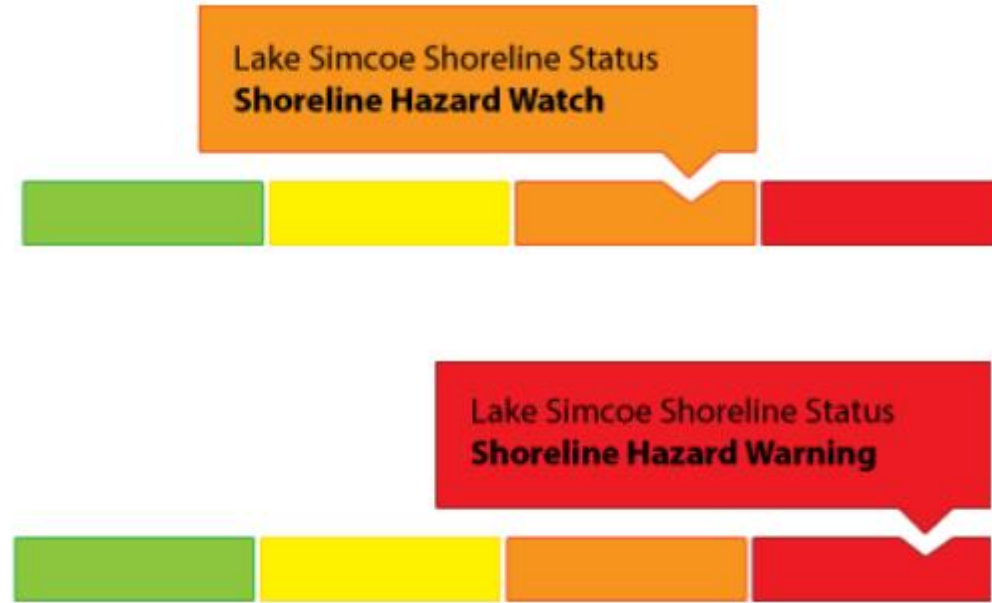 Lake Simcoe Shoreline Status
Shoreline Hazard Watch
Lake Simcoe Shoreline Status
Shoreline Hazard Warning